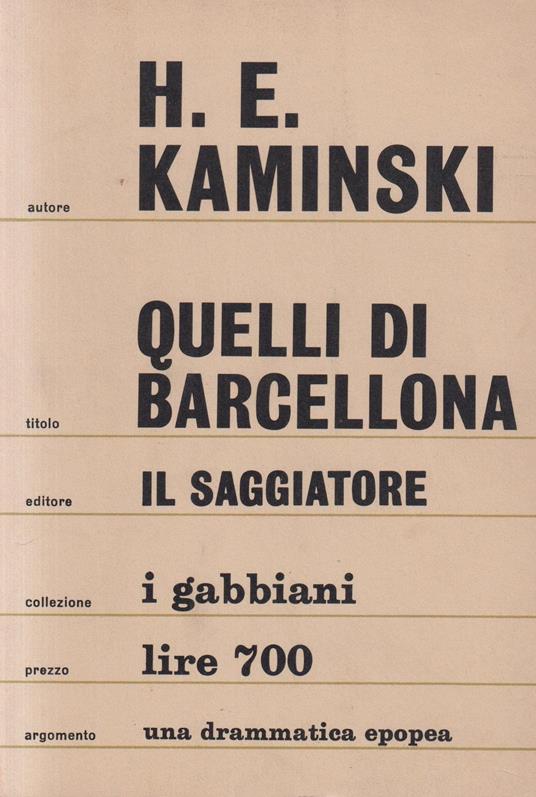 H. E.
autore KAMINSKI
QUELLI DI
titolo BARCELLONA
editore IL SAGGIATORE
collezione i gabbiani
prezzo lire 700
argomento una drammatica epopea